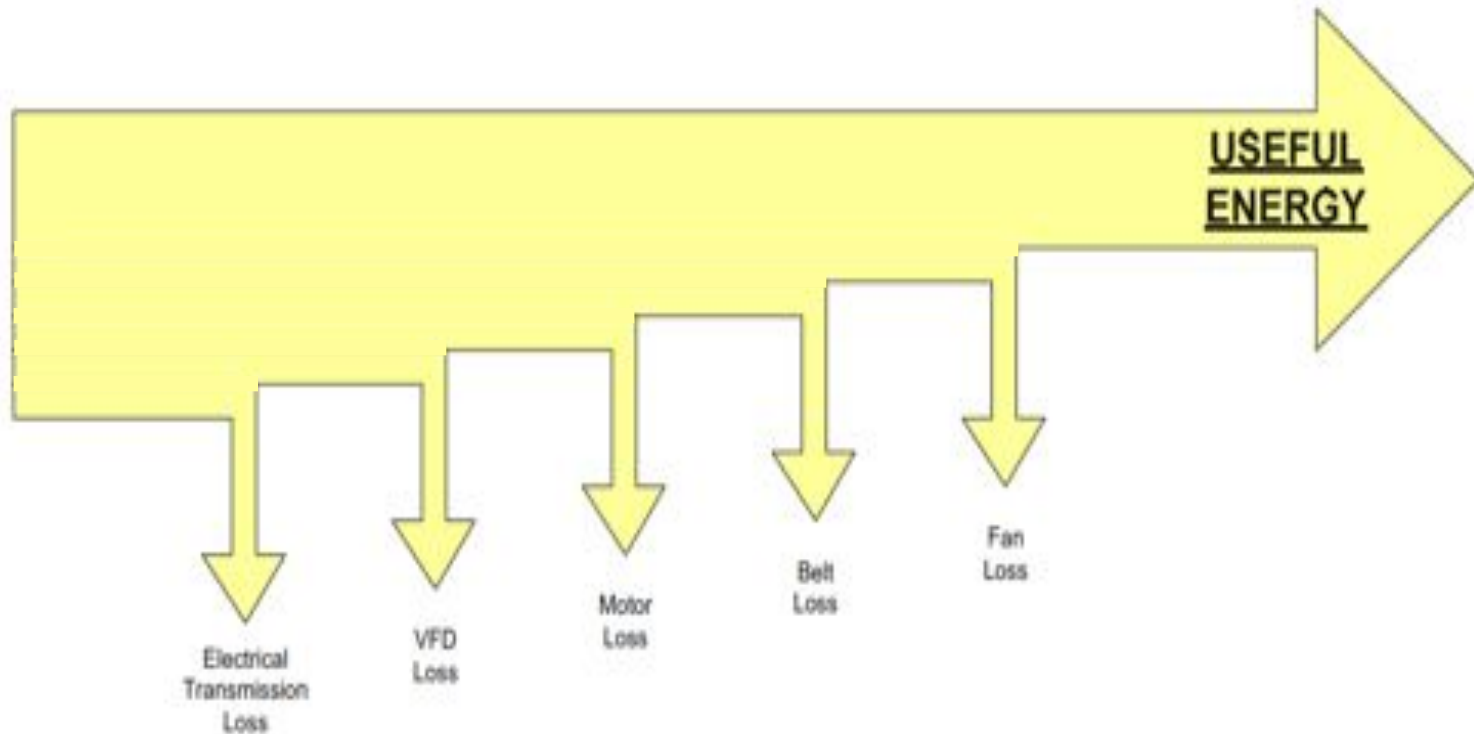 USEFUL
ENERGY
Fan
Loss
Belt
Loss
Motor
Loss
VFD
Loss
Electrical
Transmission
Loss